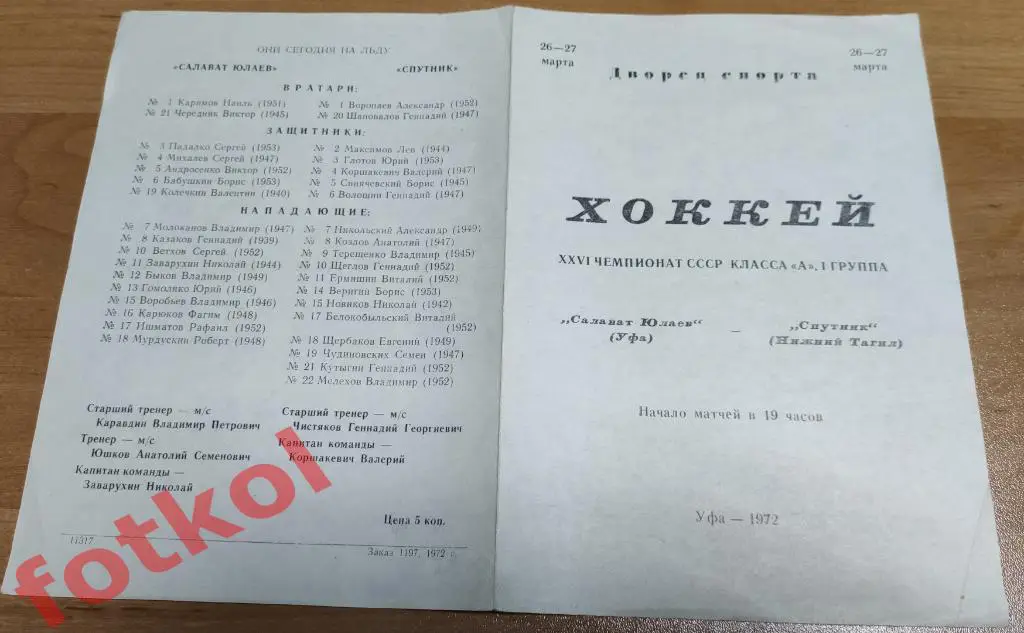 ОНИ СЕГОДНЯ НА ЛЬДУ
«САЛАВАТ ЮЛАЕВ»
ВРАТАРИ:
№ 1 Каримов Наиль (1951)
№ 21 Чередник Виктор (1945)
ЗАЩИТНИКИ:
№ 3 Падалко Сергей (1953)
№ 4 Михалев Сергей (1947)
№ 5 Андросенко Виктор (1952)
№ 6 Бабушкин Борис (1953)
№ 19 Колечкин Валентин (1940)
НАПАДАЮЩИЕ:
№ 7 Молоканов Владимир (1947)
№ 8 Казаков Геннадий (1939)
№ 10 Ветхов Сергей (1952)
№ 11 Заварухин Николай (1944)
№ 12 Быков Владимир (1949)
№ 13 Гомоляко Юрий (1946)
№ 15 Воробьев Владимир (1946)
№ 16 Карюков Фагим (1948)
№ 17 Ишматов Рафаил (1952)
№ 18 Мурдускин Роберт (1948)
Старший тренер — м/с
Каравдин Владимир Петрович
Тренер — м/с
Юшков Анатолий Семенович
Капитан команды —
Заварухин Николай
«СПУТНИК»
№ 1 Воронаев Александр (1952)
№ 20 Шаповалов Геннадий (1947)
№ 2 Максимов Лев (1944)
№ 3 Глотов Юрий (1953)
№ 4 Коршакевич Валерий (1947)
№ 5 Синячевский Борис (1945)
№ 6 Волощин Геннадий (1947)
№ 7 Никольский Александр (1949)
№ 8 Козлов Анатолий (1947)
№ 9 Терещенко Владимир (1945)
№ 10 Щеглов Геннадий (1952)
№ 11 Ермишин Виталий (1952)
№ 14 Веригин Борис (1953)
№ 15 Новиков Николай (1942)
№ 17 Белокобыльский Виталий
(1952)
№ 18 Щербаков Евгений (1949)
№ 19 Чудиновских Семен (1947)
№ 21 Кутыгин Геннадий (1952)
№ 22 Мелехов Владимир (1952)
Старший тренер — м/с
Чистяков Геннадий Георгиевич
Капитан команды —
Коршакевич Валерий
Цена 5 коп.
11317.
Заказ 1197, 1972 г.
26—27
марта
26—27
марта
Дворец спорта
ХОККЕЙ
XXVI ЧЕМПИОНАТ СССР КЛАССА «А», I ГРУППА
„Салават Юлаев“
(Уфа)
—
„Спутник“
(Нижний Тагил)
Начало матчей в 19 часов
Уфа — 1972
fotkol